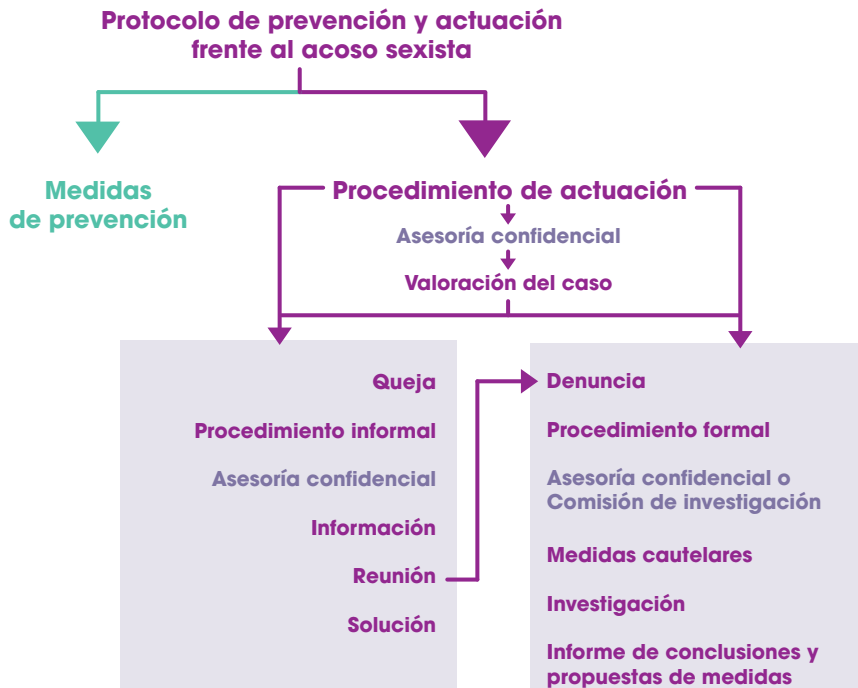 Protocolo de prevención y actuación
frente al acoso sexista
Medidas
de prevención
Procedimiento de actuación
Asesoría confidencial
Valoración del caso
Queja
Procedimiento informal
Asesoría confidencial
Información
Reunión
Solución
Denuncia
Procedimiento formal
Asesoría confidencial o
Comisión de investigación
Medidas cautelares
Investigación
Informe de conclusiones y
propuestas de medidas